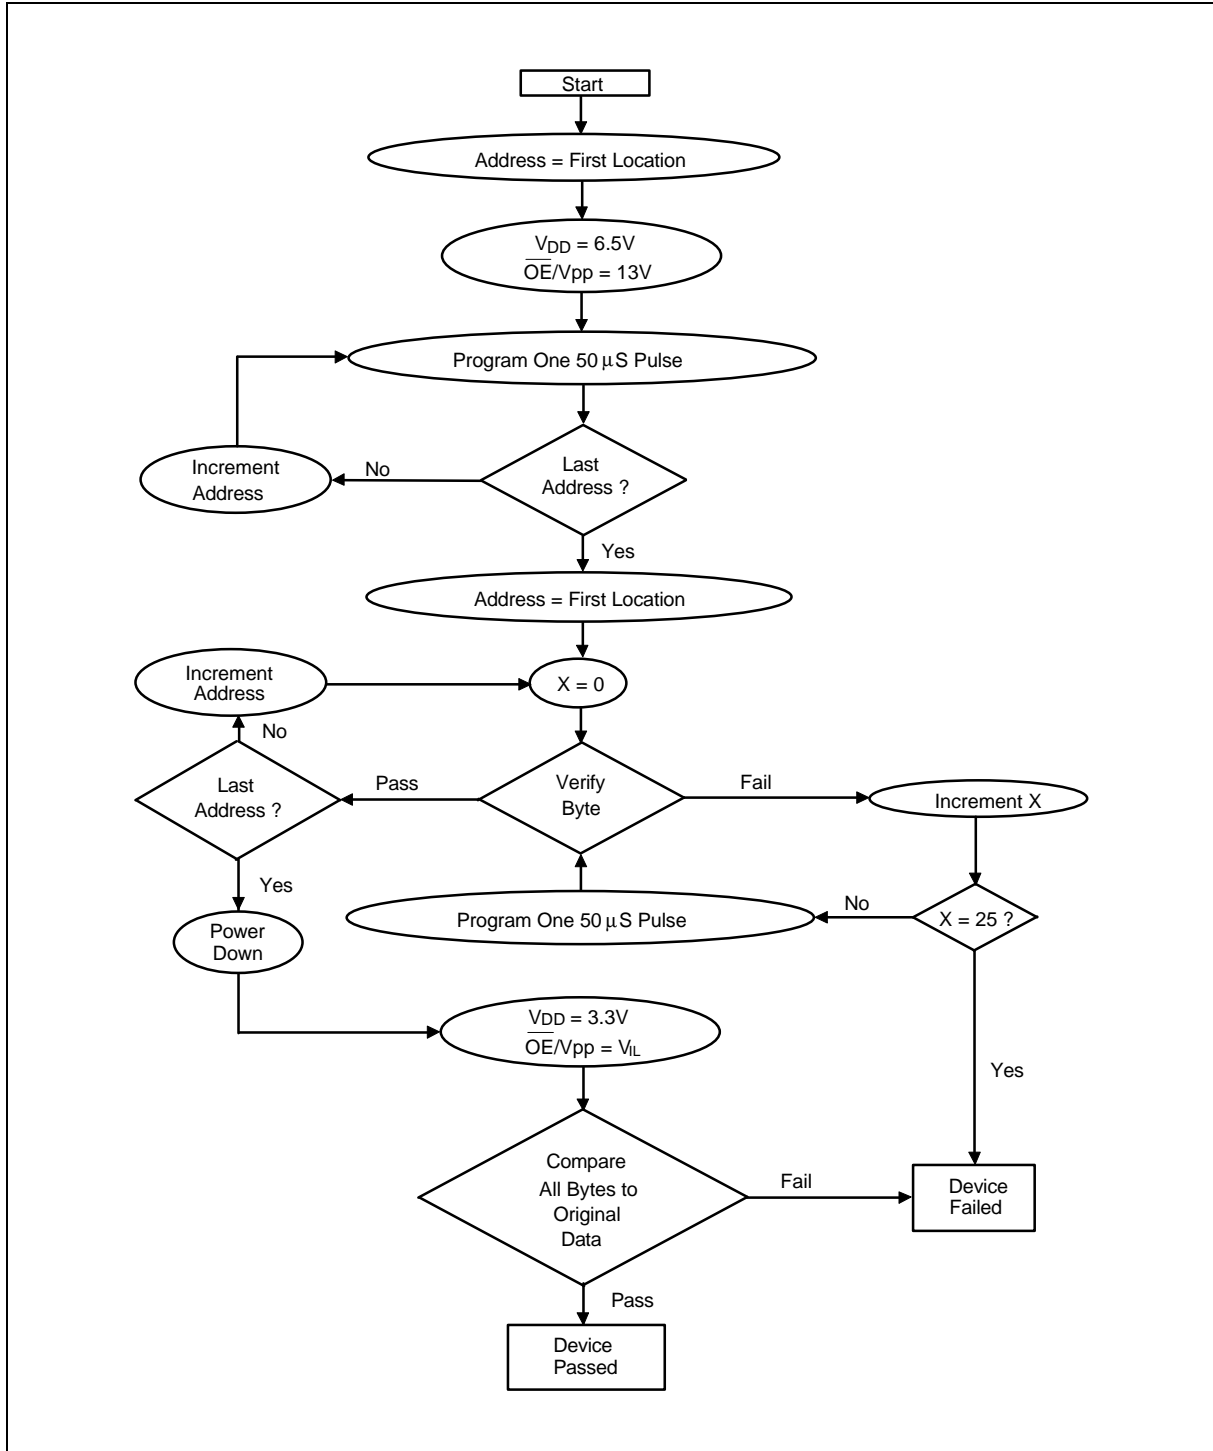 Start
Address = First Location
VDD = 6.5V
OE/Vpp = 13V
Program One 50 μS Pulse
Increment
Address
No
Last
Address ?
Yes
Address = First Location
Increment
Address
X = 0
No
Last
Address ?
Pass
Verify
Byte
Fail
Increment X
Yes
Power
Down
Program One 50 μS Pulse
No
X = 25 ?
VDD = 3.3V
OE/Vpp = VIL
Yes
Compare
All Bytes to
Original
Data
Fail
Device
Failed
Pass
Device
Passed